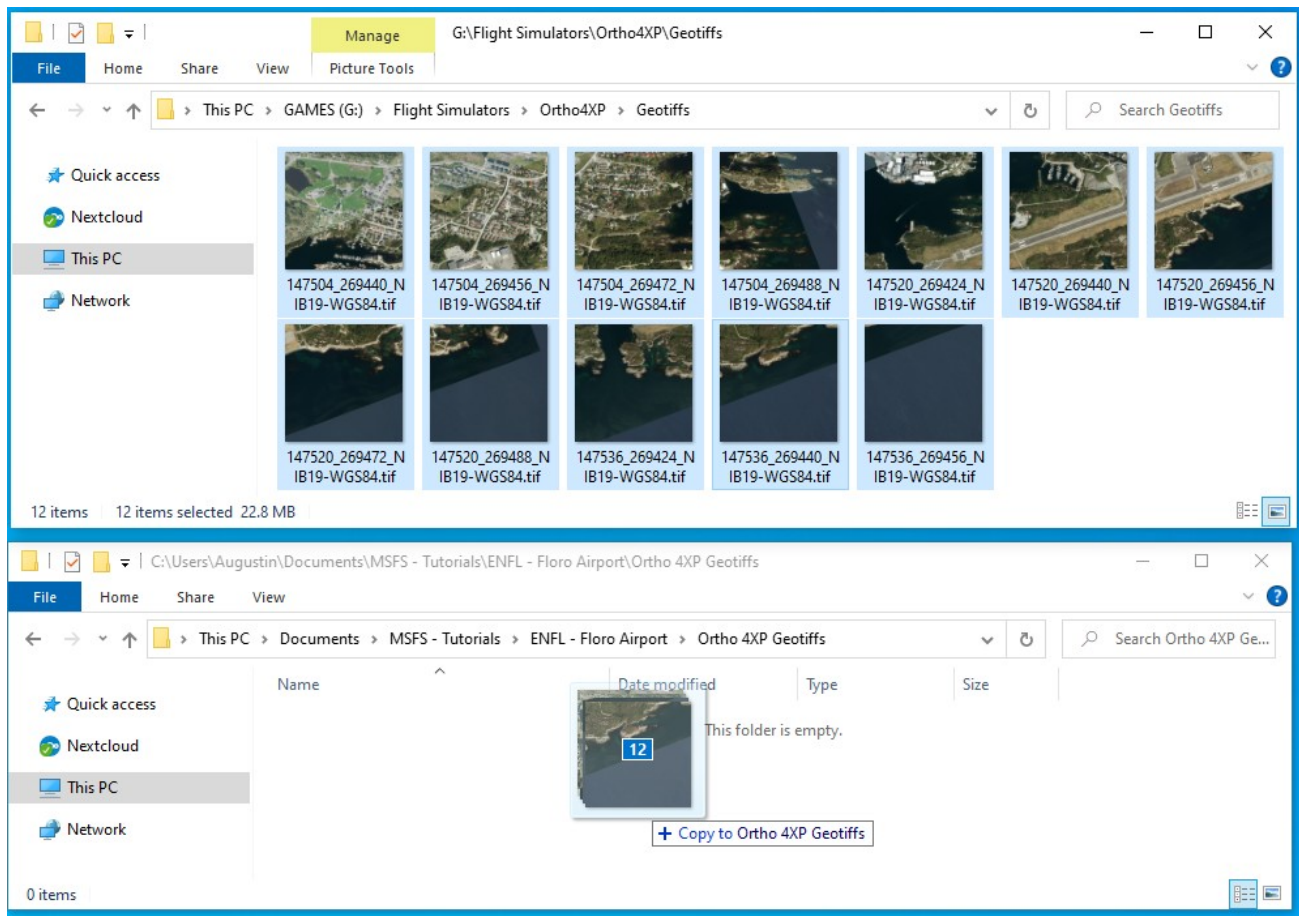 Manage
G:\Flight Simulators\Ortho4XP\Geotiffs
File Home Share View Picture Tools
This PC > GAMES (G:) > Flight Simulators > Ortho4XP > Geotiffs
Search Geotiffs
Quick access
Nextcloud
This PC
Network
147504_269440_N
IB19-WGS84.tif
147504_269456_N
IB19-WGS84.tif
147504_269472_N
IB19-WGS84.tif
147504_269488_N
IB19-WGS84.tif
147520_269424_N
IB19-WGS84.tif
147520_269440_N
IB19-WGS84.tif
147520_269456_N
IB19-WGS84.tif
147520_269472_N
IB19-WGS84.tif
147520_269488_N
IB19-WGS84.tif
147536_269424_N
IB19-WGS84.tif
147536_269440_N
IB19-WGS84.tif
147536_269456_N
IB19-WGS84.tif
12 items 12 items selected 22.8 MB
C:\Users\Augustin\Documents\MSFS - Tutorials\ENFL - Floro Airport\Ortho 4XP Geotiffs
File Home Share View
This PC > Documents > MSFS - Tutorials > ENFL - Floro Airport > Ortho 4XP Geotiffs
Search Ortho 4XP Ge...
Quick access
Nextcloud
This PC
Network
Name Date modified Type Size
This folder is empty.
12
+ Copy to Ortho 4XP Geotiffs
0 items